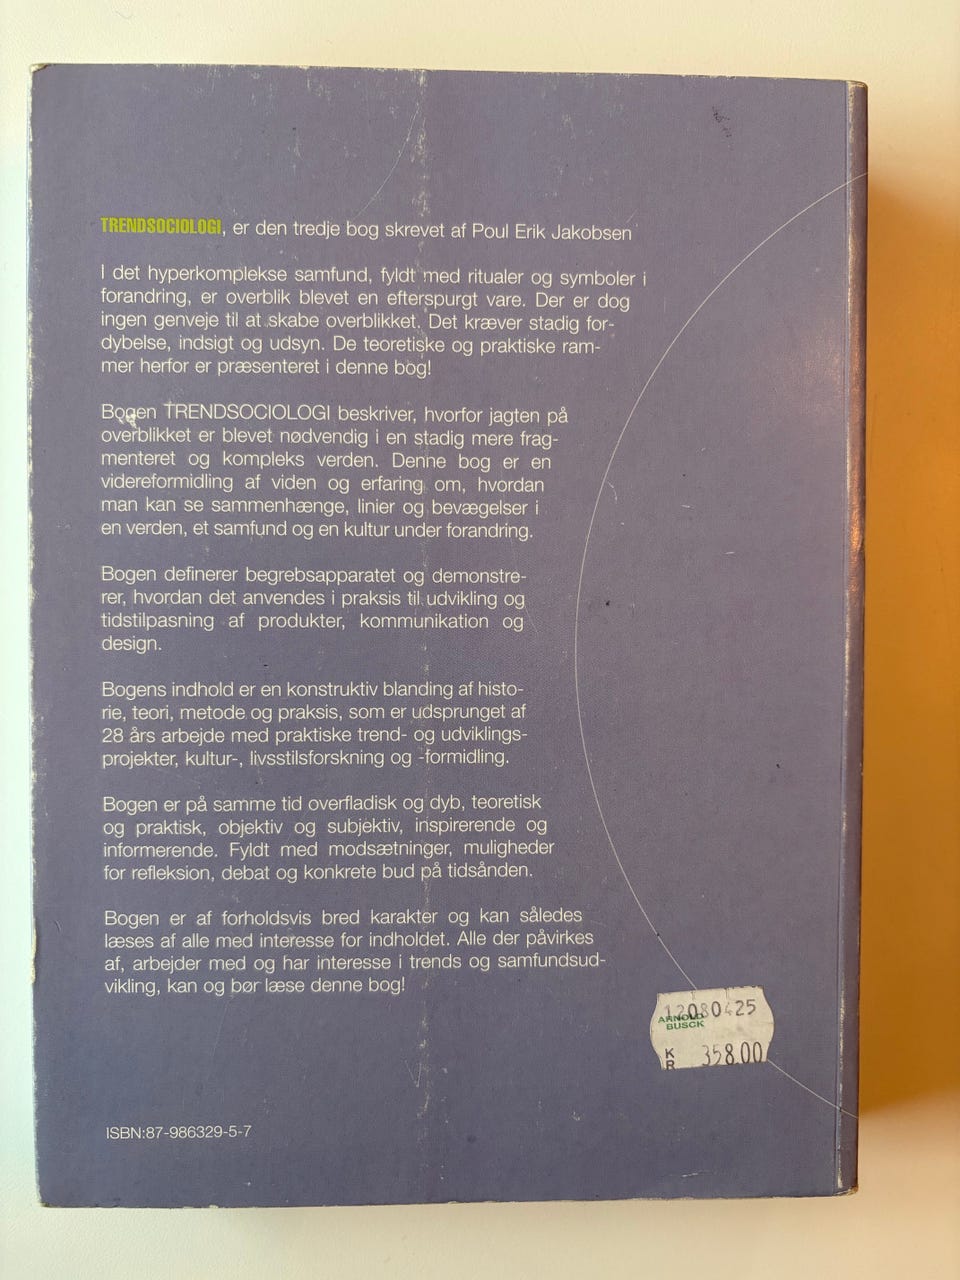 TRENDSOCIOLOGI, er den tredje bog skrevet af Poul Erik Jakobsen
I det hyperkomplekse samfund, fyldt med ritualer og symboler i
forandring, er overblik blevet en efterspurgt vare. Der er dog
ingen genveje til at skabe overblikket. Det kræver stadig for-
dybelse, indsigt og udsyn. De teoretiske og praktiske ram-
mer herfor er præsenteret i denne bog!
Bogen TRENDSOCIOLOGI beskriver, hvorfor jagten på
overblikket er blevet nødvendig i en stadig mere frag-
menteret og kompleks verden. Denne bog er en
videreformidling af viden og erfaring om, hvordan
man kan se sammenhænge, linier og bevægelser i
en verden, et samfund og en kultur under forandring.
Bogen definerer begrebsapparatet og demonstre-
rer, hvordan det anvendes i praksis til udvikling og
tidstilpasning af produkter, kommunikation og
design.
Bogens indhold er en konstruktiv blanding af histo-
rie, teori, metode og praksis, som er udsprunget af
28 års arbejde med praktiske trend- og udviklings-
projekter, kultur-, livsstilsforskning og -formidling.
Bogen er på samme tid overfladisk og dyb, teoretisk
og praktisk, objektiv og subjektiv, inspirerende og
informerende. Fyldt med modsætninger, muligheder
for refleksion, debat og konkrete bud på tidsånden.
Bogen er af forholdsvis bred karakter og kan således
læses af alle med interesse for indholdet. Alle der påvirkes
af, arbejder med og har interesse i trends og samfundsud-
vikling, kan og bør læse denne bog!
12080425
ARNOLD
BUSCK
KR 358.00
ISBN:87-986329-5-7